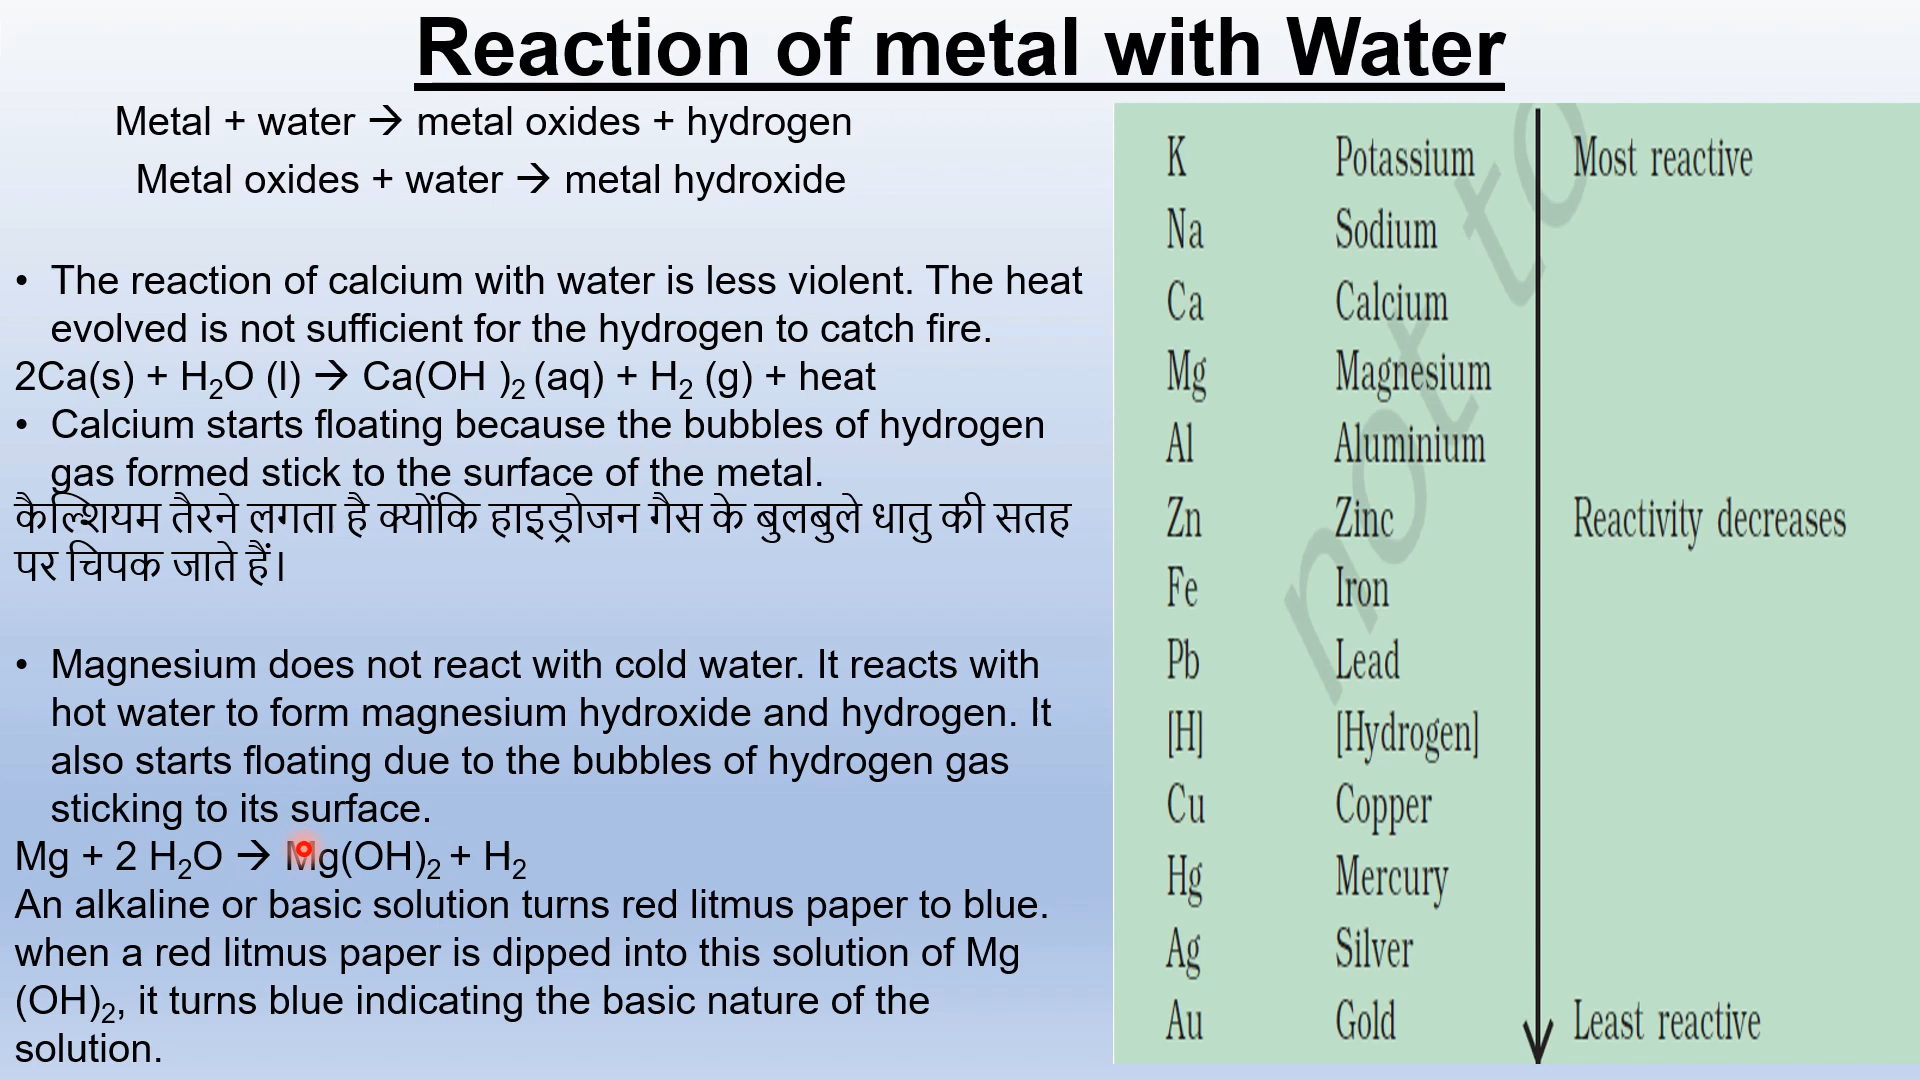 Reaction of metal with Water
Metal + water → metal oxides + hydrogen
Metal oxides + water → metal hydroxide
• The reaction of calcium with water is less violent. The heat
evolved is not sufficient for the hydrogen to catch fire.
2Ca(s) + H₂O (l) → Ca(OH )₂ (aq) + H₂ (g) + heat
• Calcium starts floating because the bubbles of hydrogen
gas formed stick to the surface of the metal.
कैल्शियम तैरने लगता है क्योंकि हाइड्रोजन गैस के बुलबुले धातु की सतह
पर चिपक जाते हैं।
• Magnesium does not react with cold water. It reacts with
hot water to form magnesium hydroxide and hydrogen. It
also starts floating due to the bubbles of hydrogen gas
sticking to its surface.
Mg + 2 H₂O → Mg(OH)₂ + H₂
An alkaline or basic solution turns red litmus paper to blue.
when a red litmus paper is dipped into this solution of Mg
(OH)₂, it turns blue indicating the basic nature of the
solution.
K Potassium Most reactive
Na Sodium
Ca Calcium
Mg Magnesium
Al Aluminium
Zn Zinc Reactivity decreases
Fe Iron
Pb Lead
[H] [Hydrogen]
Cu Copper
Hg Mercury
Ag Silver
Au Gold Least reactive
not to